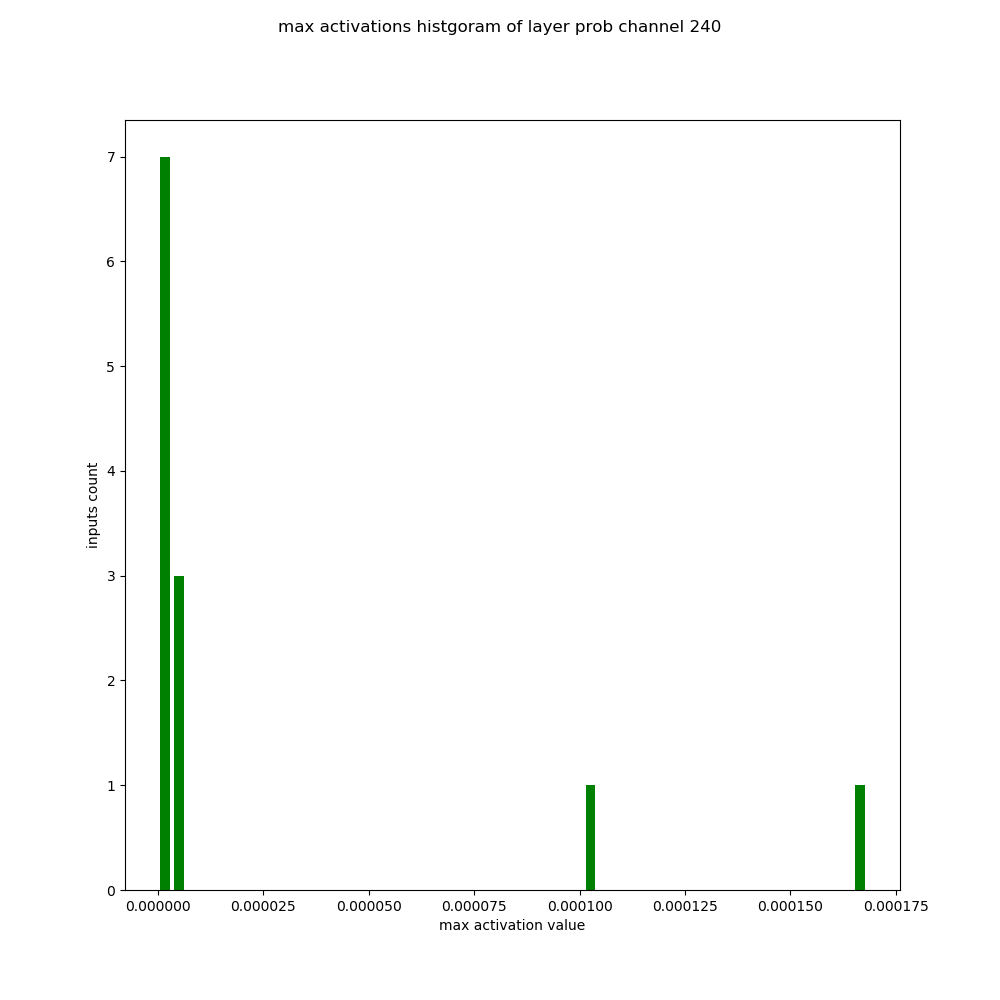 max activations histgoram of layer prob channel 240
7
6
5
4
3
2
1
0
inputs count
0.000000 0.000025 0.000050 0.000075 0.000100 0.000125 0.000150 0.000175
max activation value